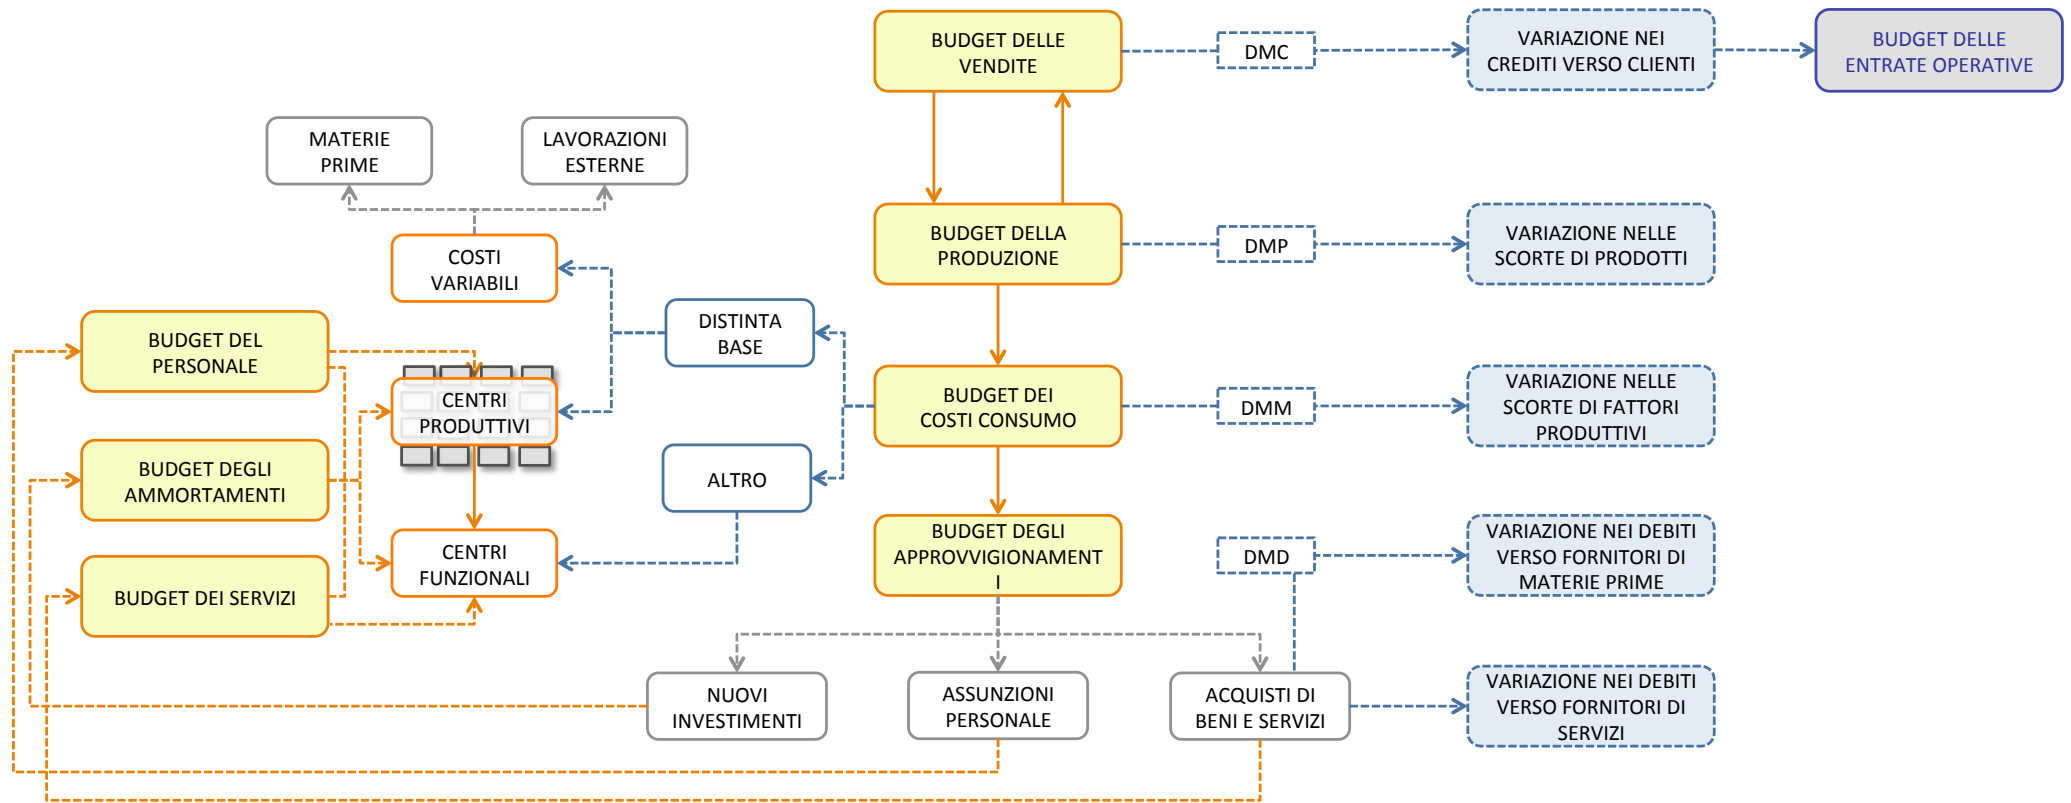 BUDGET DELLE
VENDITE
DMC
VARIAZIONE NEI
CREDITI VERSO CLIENTI
BUDGET DELLE
ENTRATE OPERATIVE
MATERIE
PRIME
LAVORAZIONI
ESTERNE
COSTI
VARIABILI
BUDGET DELLA
PRODUZIONE
DMP
VARIAZIONE NELLE
SCORTE DI PRODOTTI
BUDGET DEL
PERSONALE
DISTINTA
BASE
CENTRI
PRODUTTIVI
BUDGET DEI
COSTI CONSUMO
DMM
VARIAZIONE NELLE
SCORTE DI FATTORI
PRODUTTIVI
BUDGET DEGLI
AMMORTAMENTI
ALTRO
CENTRI
FUNZIONALI
BUDGET DEGLI
APPROVVIGIONAMENT
I
DMD
VARIAZIONE NEI DEBITI
VERSO FORNITORI DI
MATERIE PRIME
BUDGET DEI SERVIZI
NUOVI
INVESTIMENTI
ASSUNZIONI
PERSONALE
ACQUISTI DI
BENI E SERVIZI
VARIAZIONE NEI DEBITI
VERSO FORNITORI DI
SERVIZI